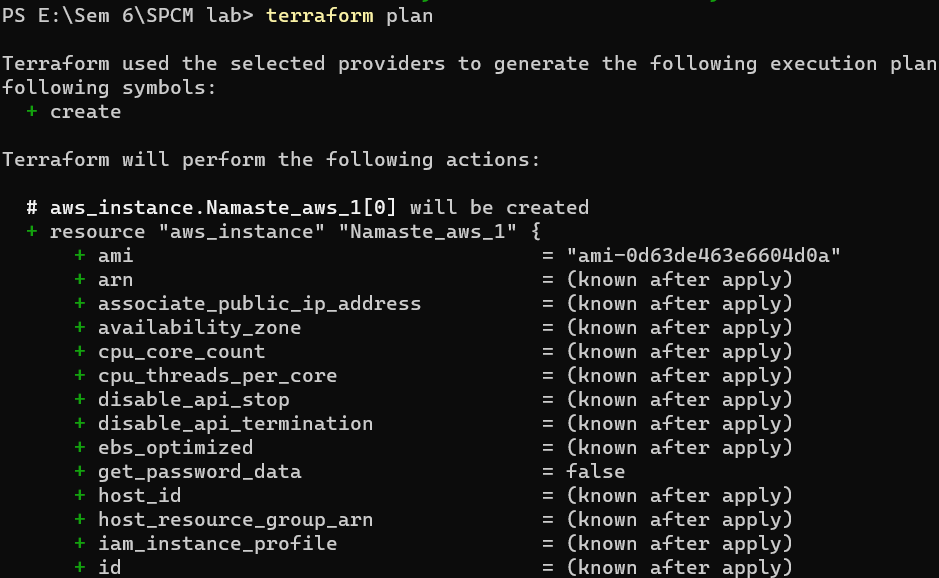 PS E:\Sem 6\SPCM lab> terraform plan
Terraform used the selected providers to generate the following execution plan
following symbols:
+ create
Terraform will perform the following actions:
# aws_instance.Namaste_aws_1[0] will be created
+ resource "aws_instance" "Namaste_aws_1" {
+ ami = "ami-0d63de463e6604d0a"
+ arn = (known after apply)
+ associate_public_ip_address = (known after apply)
+ availability_zone = (known after apply)
+ cpu_core_count = (known after apply)
+ cpu_threads_per_core = (known after apply)
+ disable_api_stop = (known after apply)
+ disable_api_termination = (known after apply)
+ ebs_optimized = (known after apply)
+ get_password_data = false
+ host_id = (known after apply)
+ host_resource_group_arn = (known after apply)
+ iam_instance_profile = (known after apply)
+ id = (known after apply)